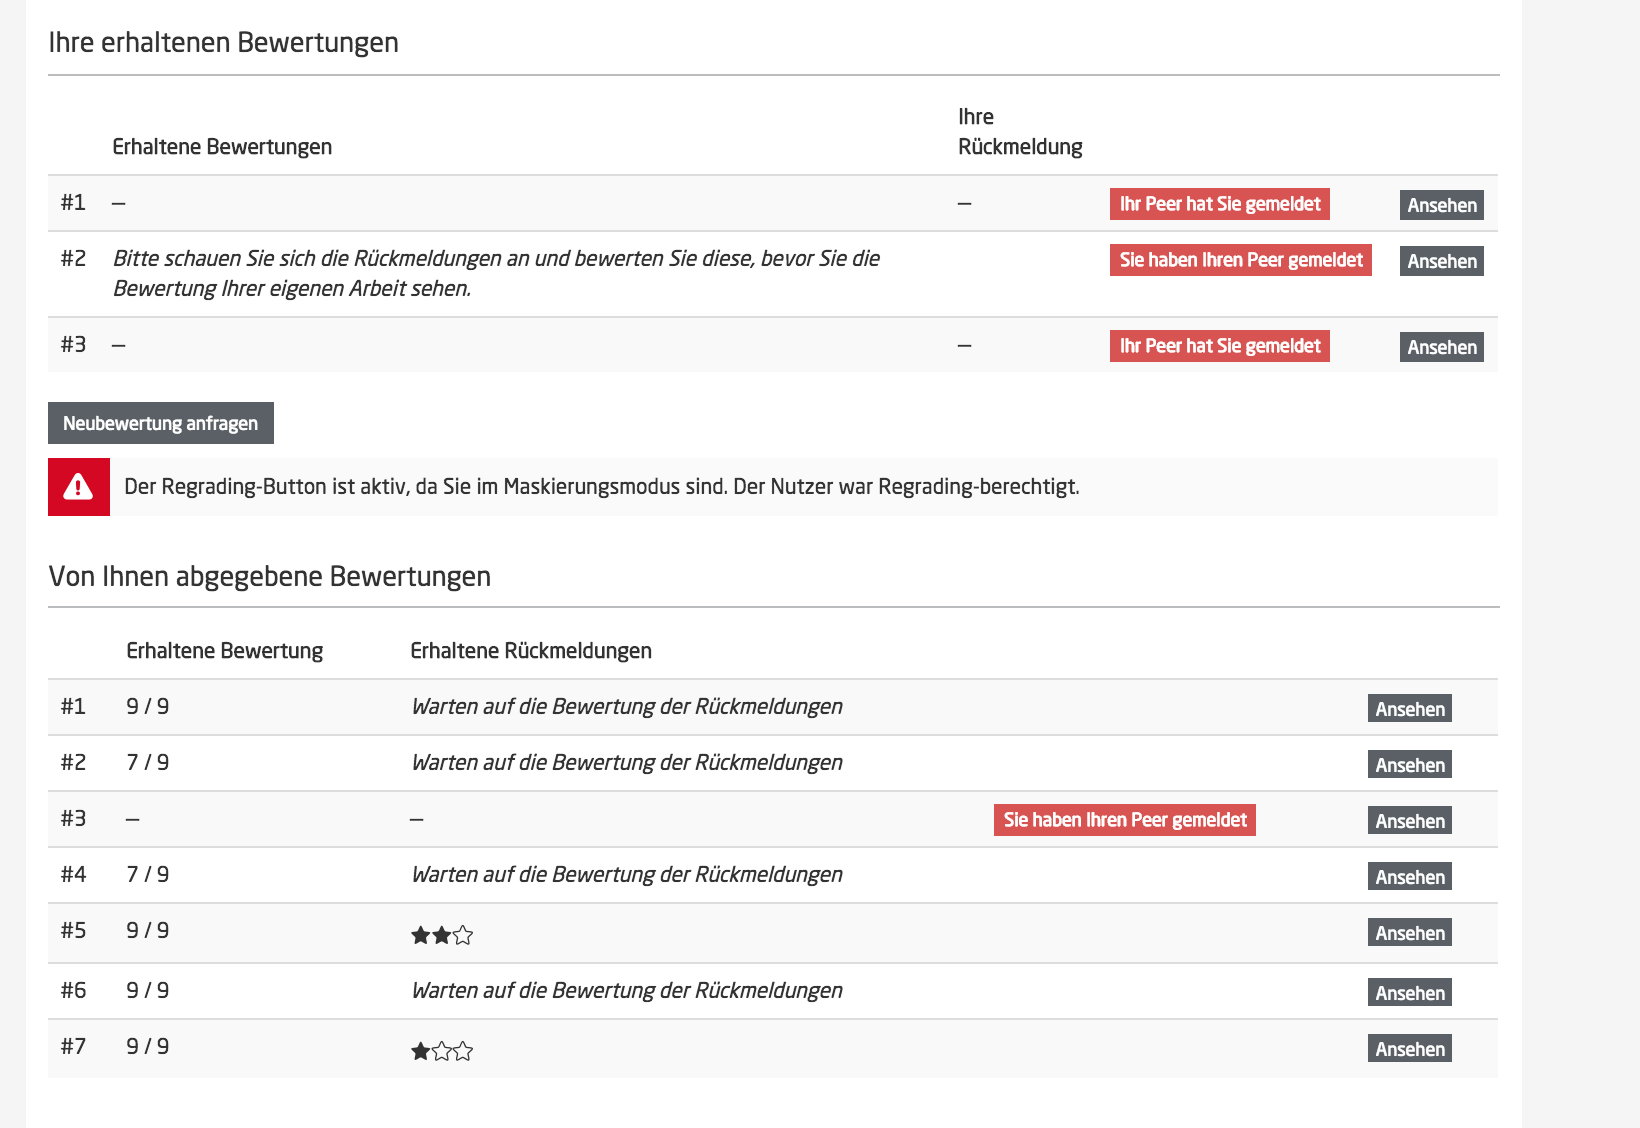 Ihre erhaltenen Bewertungen
Ihre
Erhaltene Bewertungen Rückmeldung
#1 – – Ihr Peer hat Sie gemeldet Ansehen
#2 Bitte schauen Sie sich die Rückmeldungen an und bewerten Sie diese, bevor Sie die Sie haben Ihren Peer gemeldet Ansehen
Bewertung Ihrer eigenen Arbeit sehen.
#3 – – Ihr Peer hat Sie gemeldet Ansehen
Neubewertung anfragen
Der Regrading-Button ist aktiv, da Sie im Maskierungsmodus sind. Der Nutzer war Regrading-berechtigt.
Von Ihnen abgegebene Bewertungen
Erhaltene Bewertung Erhaltene Rückmeldungen
#1 9 / 9 Warten auf die Bewertung der Rückmeldungen Ansehen
#2 7 / 9 Warten auf die Bewertung der Rückmeldungen Ansehen
#3 – – Sie haben Ihren Peer gemeldet Ansehen
#4 7 / 9 Warten auf die Bewertung der Rückmeldungen Ansehen
#5 9 / 9 ★★☆ Ansehen
#6 9 / 9 Warten auf die Bewertung der Rückmeldungen Ansehen
#7 9 / 9 ★☆☆ Ansehen